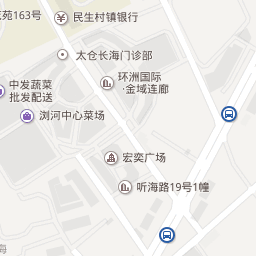 苑163号
民生村镇银行
太仓长海门诊部
环洲国际
·金域连廊
中发蔬菜
批发配送
浏河中心菜场
宏奕广场
听海路19号1幢
海